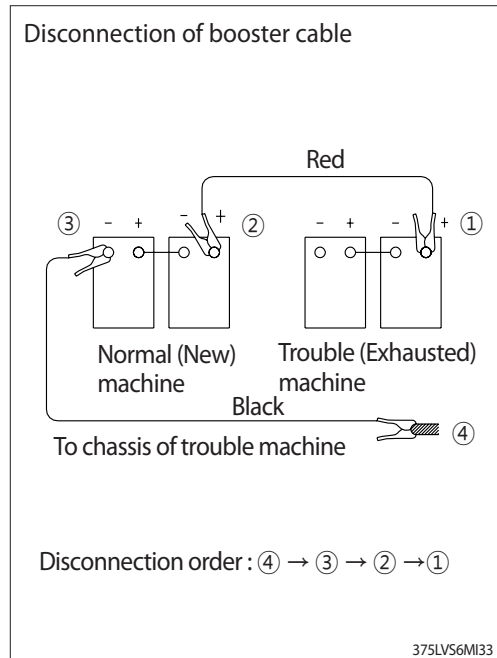 Disconnection of booster cable
Red
③ - + - + ② - + - + ①
Normal (New)
machine
Trouble (Exhausted)
machine
Black
To chassis of trouble machine
④
Disconnection order : ④ → ③ → ② →①
375LVS6MI33